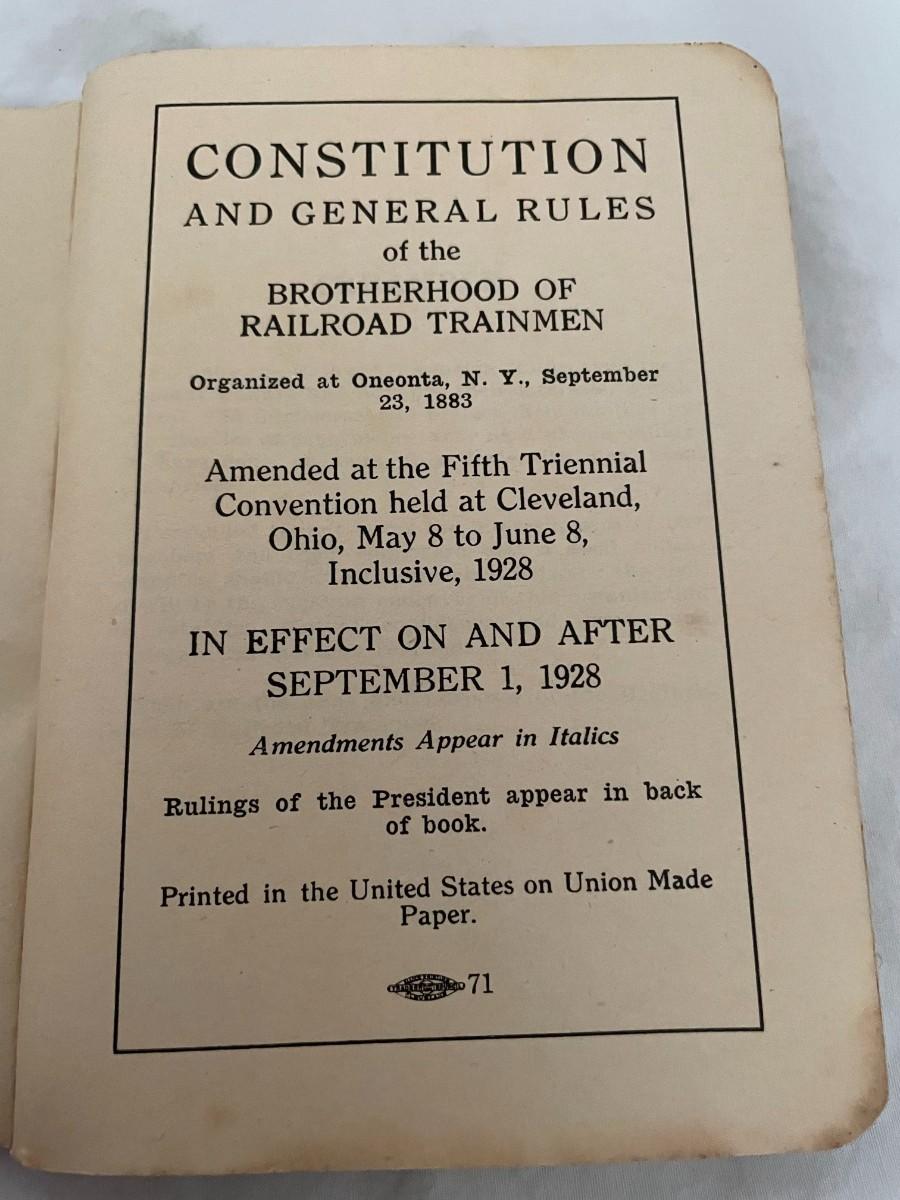 CONSTITUTION
AND GENERAL RULES
of the
BROTHERHOOD OF
RAILROAD TRAINMEN
Organized at Oneonta, N. Y., September
23, 1883
Amended at the Fifth Triennial
Convention held at Cleveland,
Ohio, May 8 to June 8,
Inclusive, 1928
IN EFFECT ON AND AFTER
SEPTEMBER 1, 1928
Amendments Appear in Italics
Rulings of the President appear in back
of book.
Printed in the United States on Union Made
Paper.
71